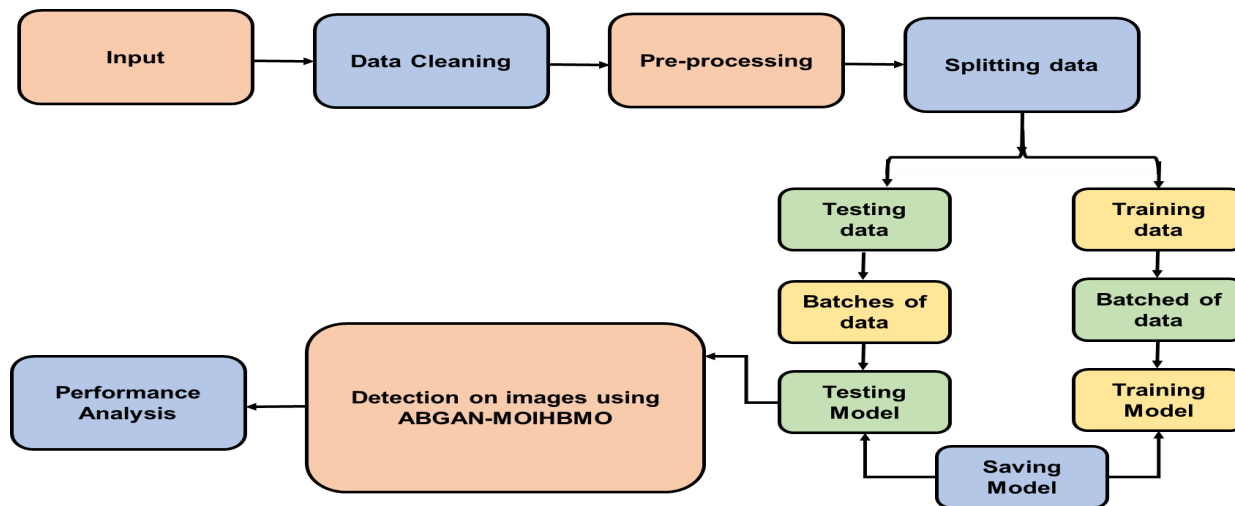 Input
Data Cleaning
Pre-processing
Splitting data
Testing
data
Training
data
Batches of
data
Batched of
data
Testing
Model
Training
Model
Saving
Model
Detection on images using
ABGAN-MOIHBMO
Performance
Analysis